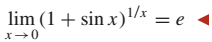 lim x→0 (1 + sin x)^{1/x} = e